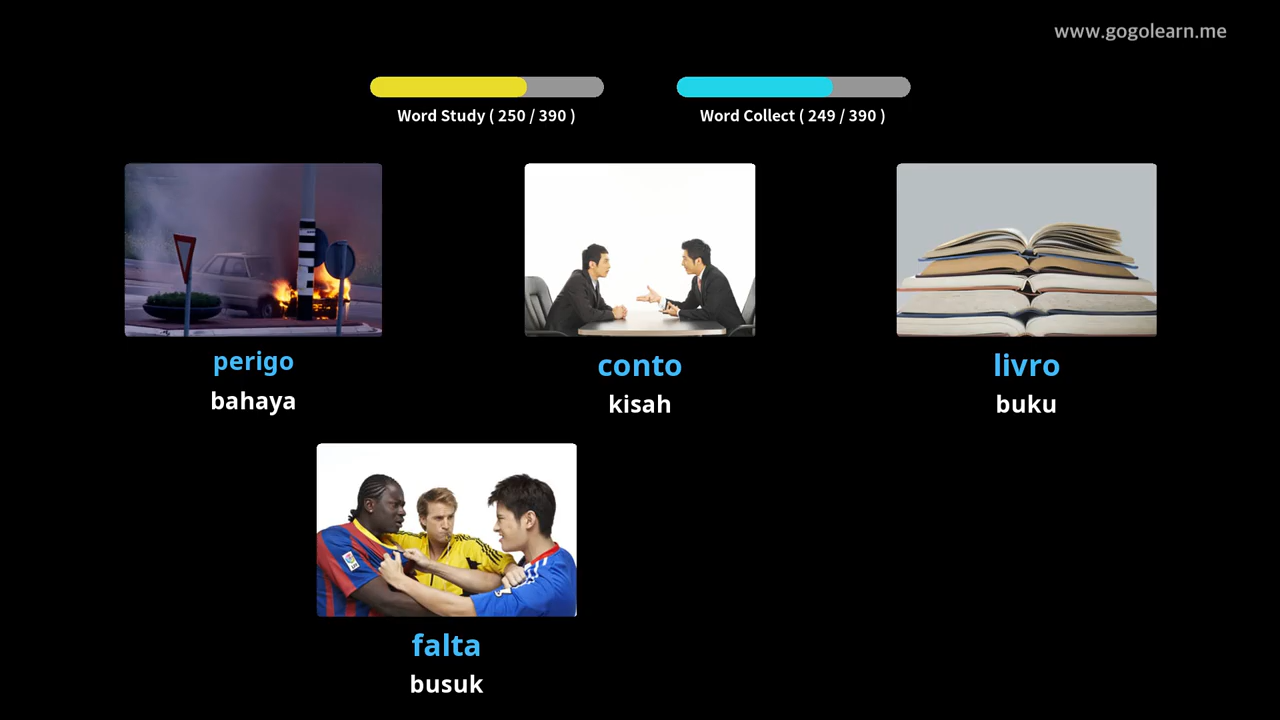 www.gogolearn.me
Word Study ( 250 / 390 )
Word Collect ( 249 / 390 )
perigo
bahaya
conto
kisah
livro
buku
falta
busuk